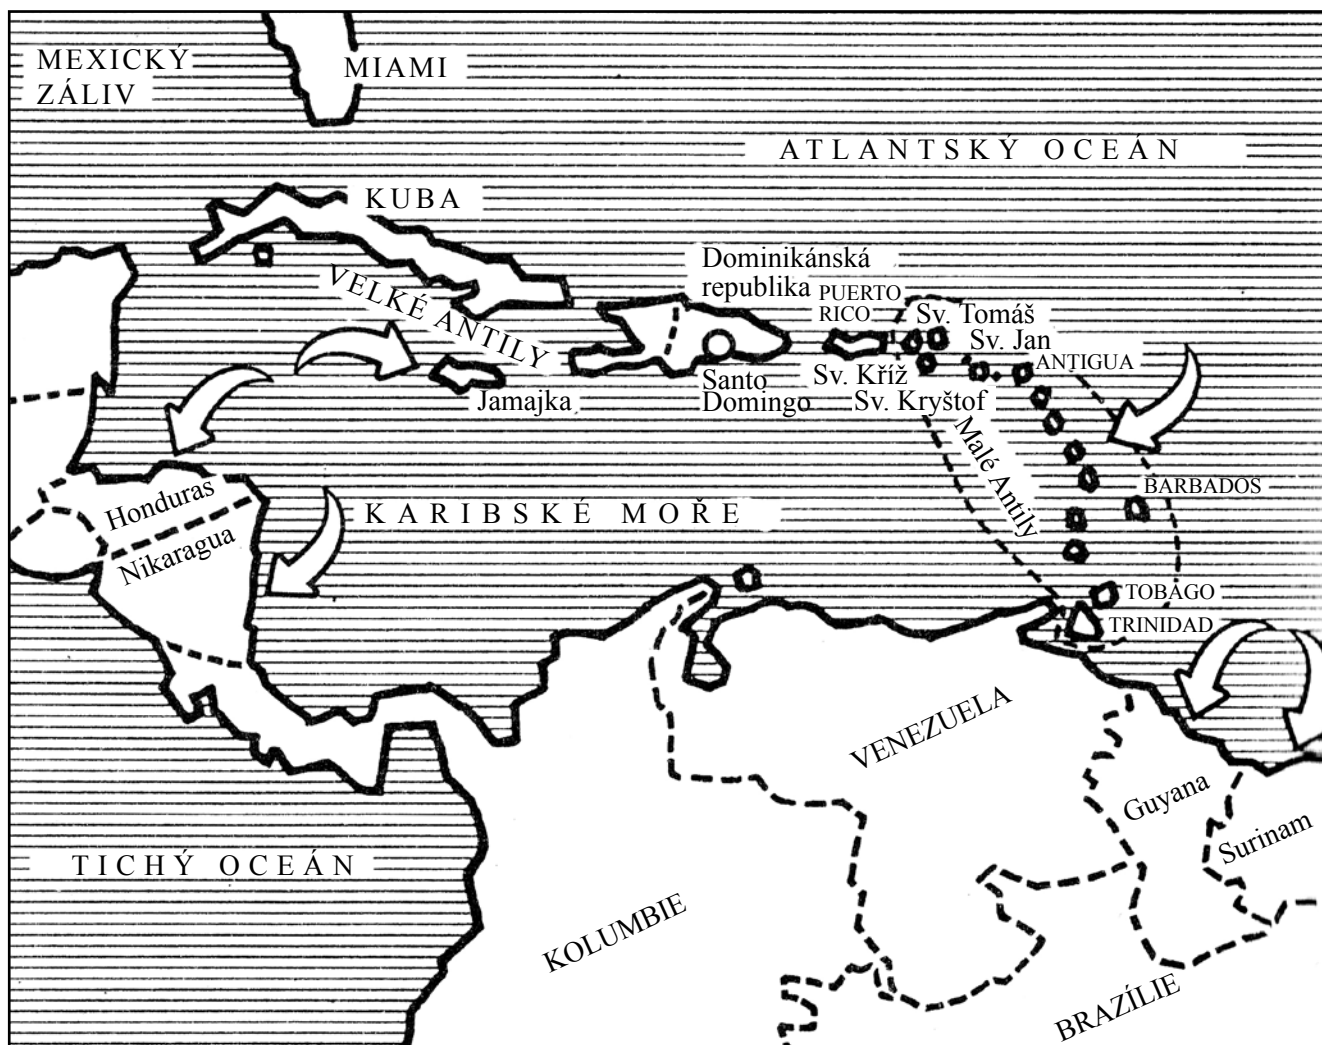 MEXICKÝ
ZÁLIV
MIAMI
ATLANTSKÝ OCEÁN
KUBA
VELKÉ ANTILY
Dominikánská
republika
PUERTO
RICO
Sv. Tomáš
Sv. Jan
ANTIGUA
Sv. Kříž
Sv. Kryštof
Santo
Domingo
Jamajka
Malé Antily
BARBADOS
Honduras
Nikaragua
KARIBSKÉ MOŘE
TOBAGO
TRINIDAD
VENEZUELA
Guyana
Surinam
TICHÝ OCEÁN
KOLUMBIE
BRAZÍLIE